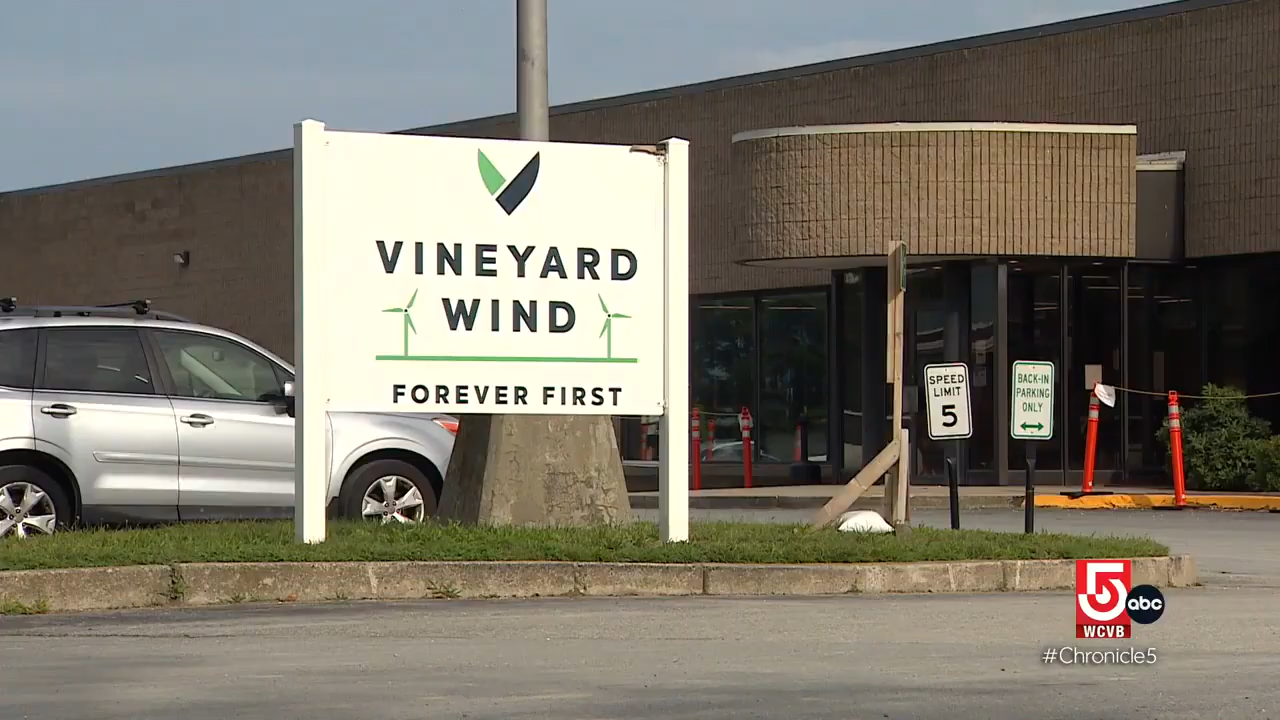 VINEYARD
WIND
FOREVER FIRST
SPEED
LIMIT
5
BACK-IN
PARKING
ONLY
5
abc
WCVB
#Chronicle5